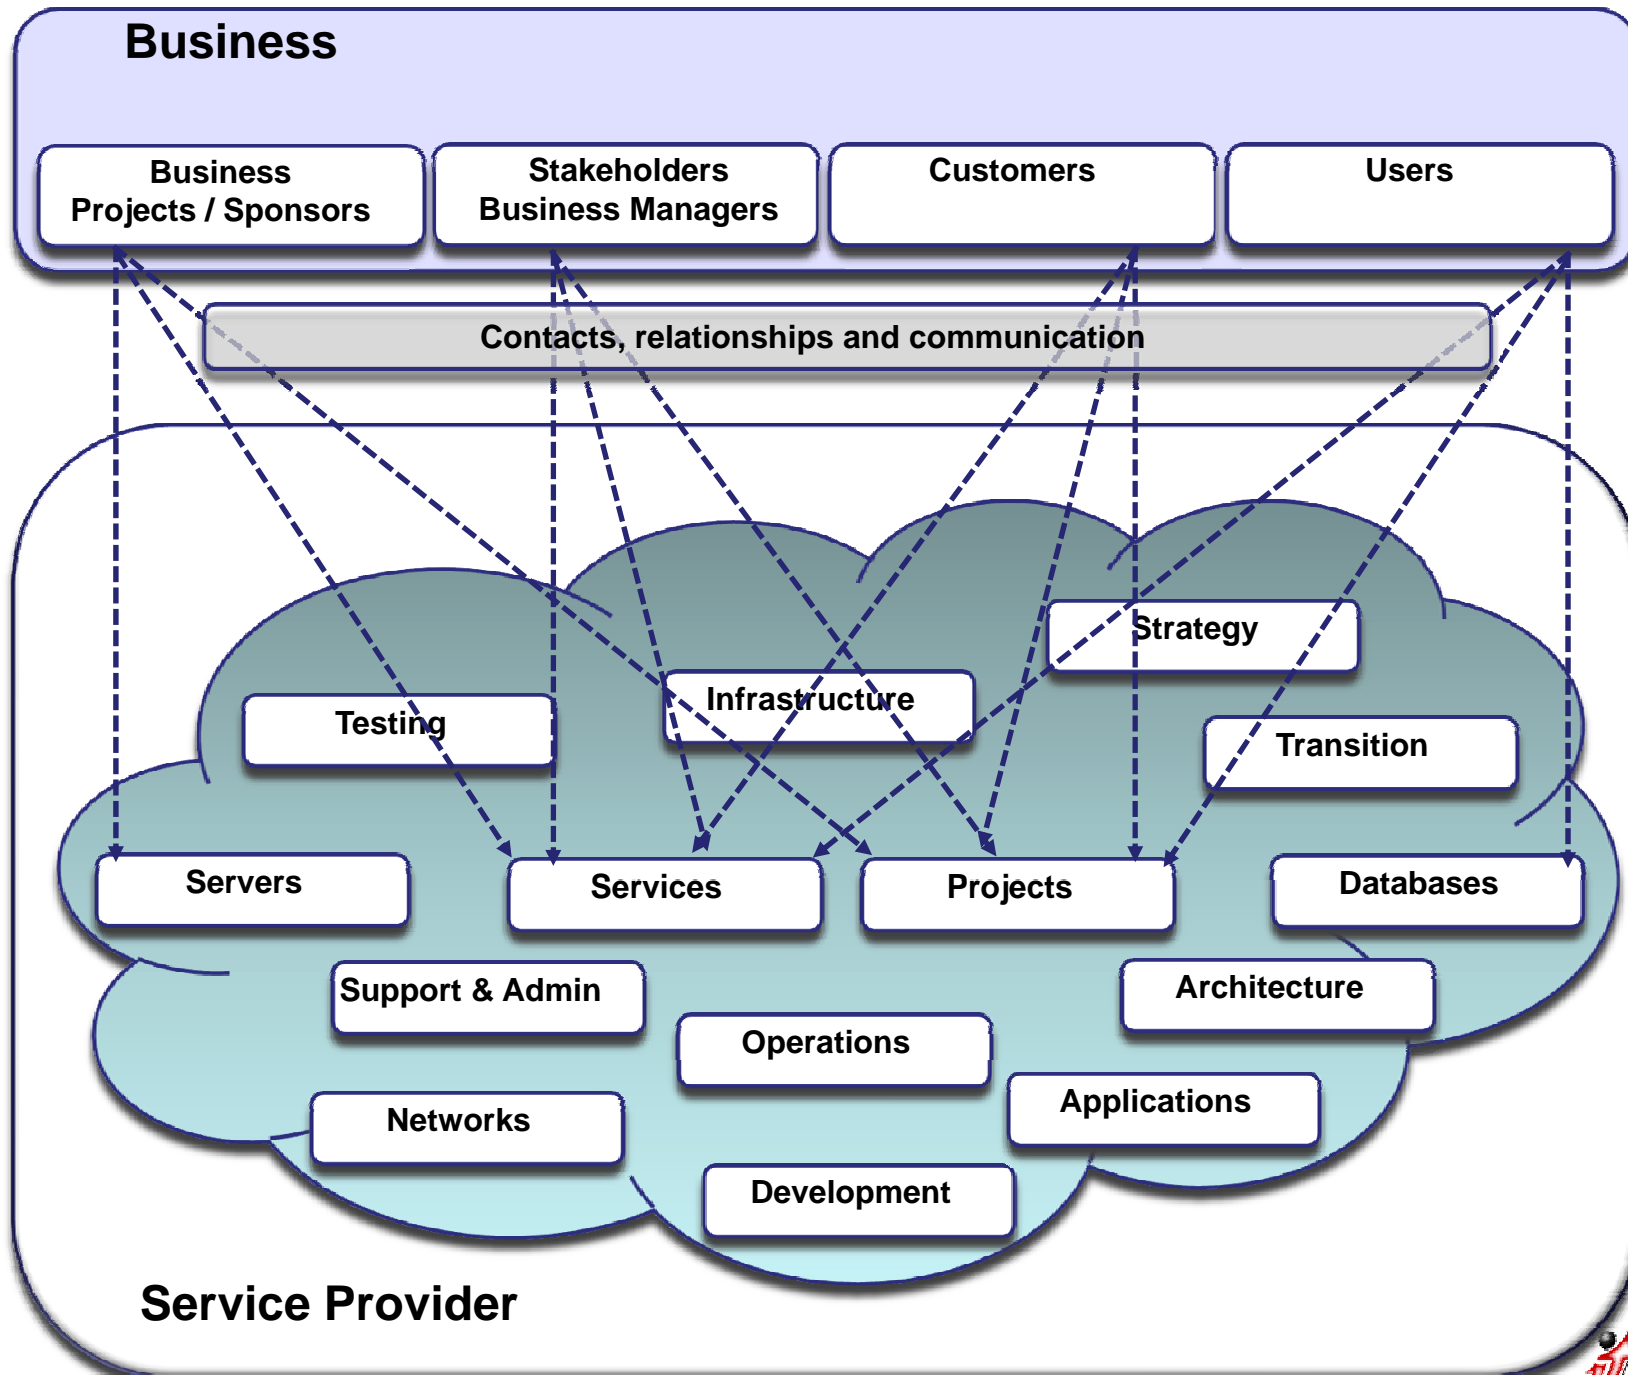 Business
Business
Projects / Sponsors
Stakeholders
Business Managers
Customers
Users
Contacts, relationships and communication
Strategy
Infrastructure
Testing
Transition
Servers
Services
Projects
Databases
Support & Admin
Architecture
Operations
Applications
Networks
Development
Service Provider